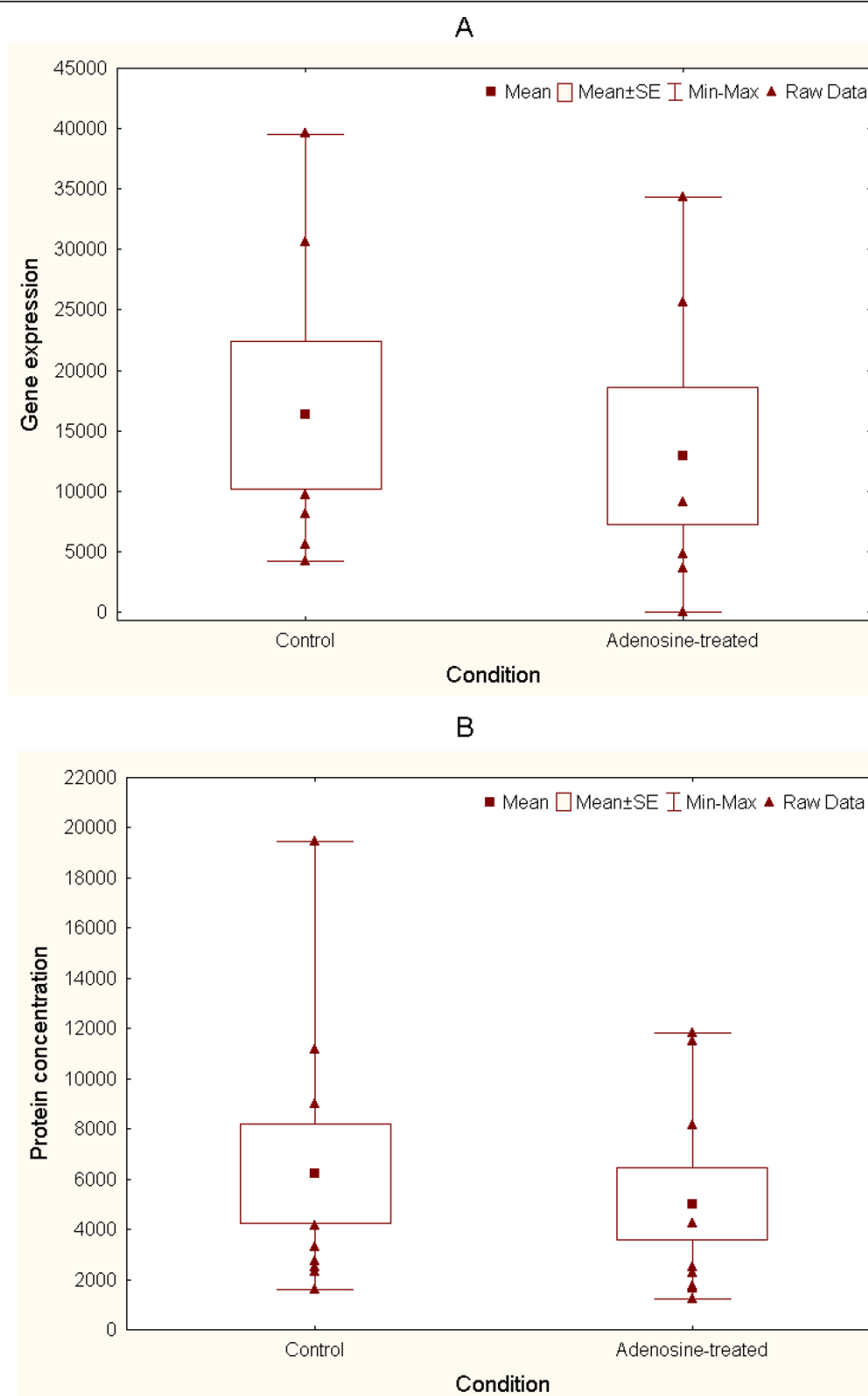 A
■ Mean □ Mean±SE ⌶ Min-Max ▲ Raw Data
Gene expression
45000
40000
35000
30000
25000
20000
15000
10000
5000
0
Control Adenosine-treated
Condition
B
■ Mean □ Mean±SE ⌶ Min-Max ▲ Raw Data
Protein concentration
22000
20000
18000
16000
14000
12000
10000
8000
6000
4000
2000
0
Control Adenosine-treated
Condition